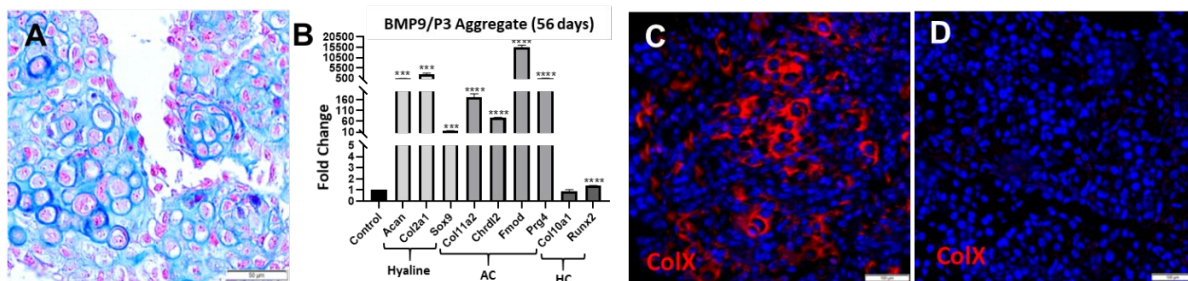 A
B
BMP9/P3 Aggregate (56 days)
Fold Change
20500
15500
10500
5500
500
160
110
60
10
5
4
3
2
1
0
***
***
***
****
****
****
****
****
Control
Acan
Col2a1
Sox9
Col11a2
Chrdl2
Fmod
Prg4
Col10a1
Runx2
Hyaline
AC
HC
C
ColX
D
ColX